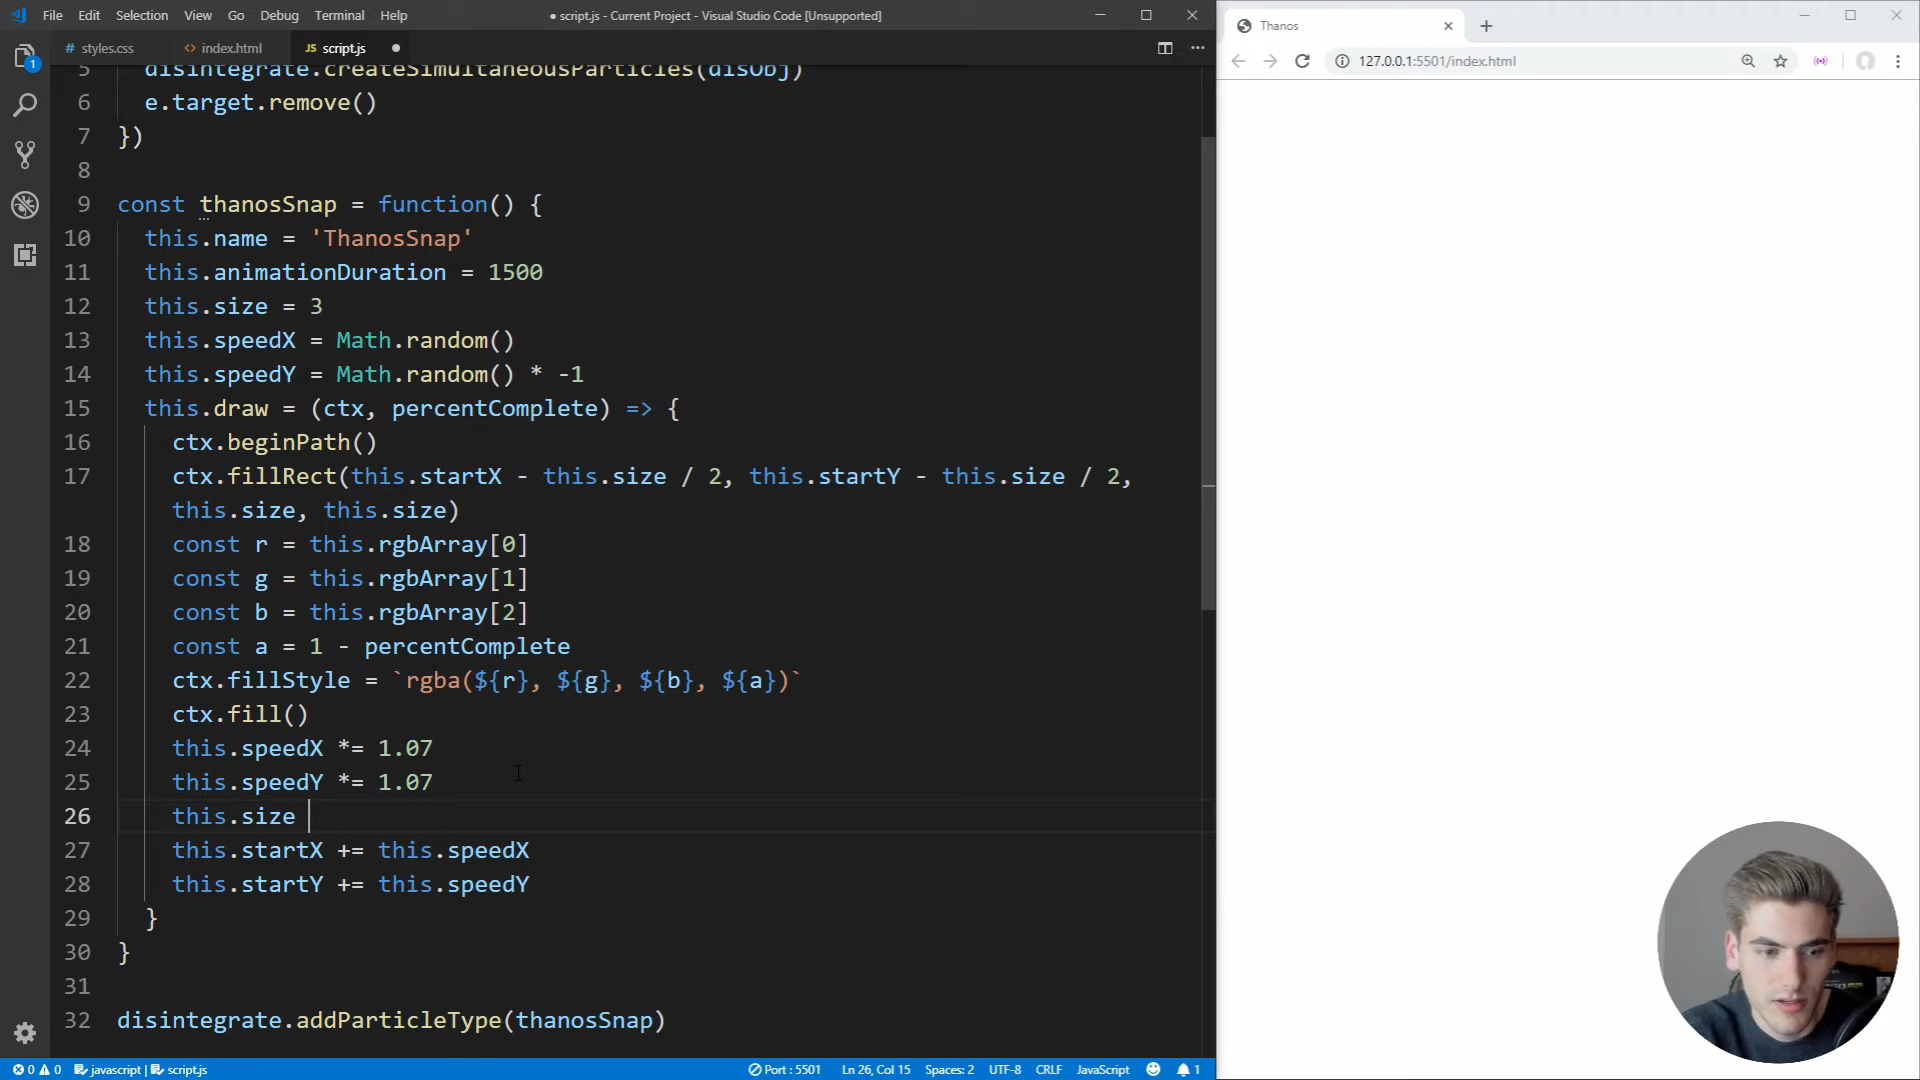 File Edit Selection View Go Debug Terminal Help
● script.js - Current Project - Visual Studio Code [Unsupported]
# styles.css
<> index.html
JS script.js
Thanos
127.0.0.1:5501/index.html
1
5 disintegrate.createSimultaneousParticles(disObj)
6 e.target.remove()
7 })
8
9 const thanosSnap = function() {
10 this.name = 'ThanosSnap'
11 this.animationDuration = 1500
12 this.size = 3
13 this.speedX = Math.random()
14 this.speedY = Math.random() * -1
15 this.draw = (ctx, percentComplete) => {
16 ctx.beginPath()
17 ctx.fillRect(this.startX - this.size / 2, this.startY - this.size / 2,
this.size, this.size)
18 const r = this.rgbArray[0]
19 const g = this.rgbArray[1]
20 const b = this.rgbArray[2]
21 const a = 1 - percentComplete
22 ctx.fillStyle = `rgba(${r}, ${g}, ${b}, ${a})`
23 ctx.fill()
24 this.speedX *= 1.07
25 this.speedY *= 1.07
26 this.size
27 this.startX += this.speedX
28 this.startY += this.speedY
29 }
30 }
31
32 disintegrate.addParticleType(thanosSnap)
0 0 javascript | script.js Port : 5501 Ln 26, Col 15 Spaces: 2 UTF-8 CRLF JavaScript 1